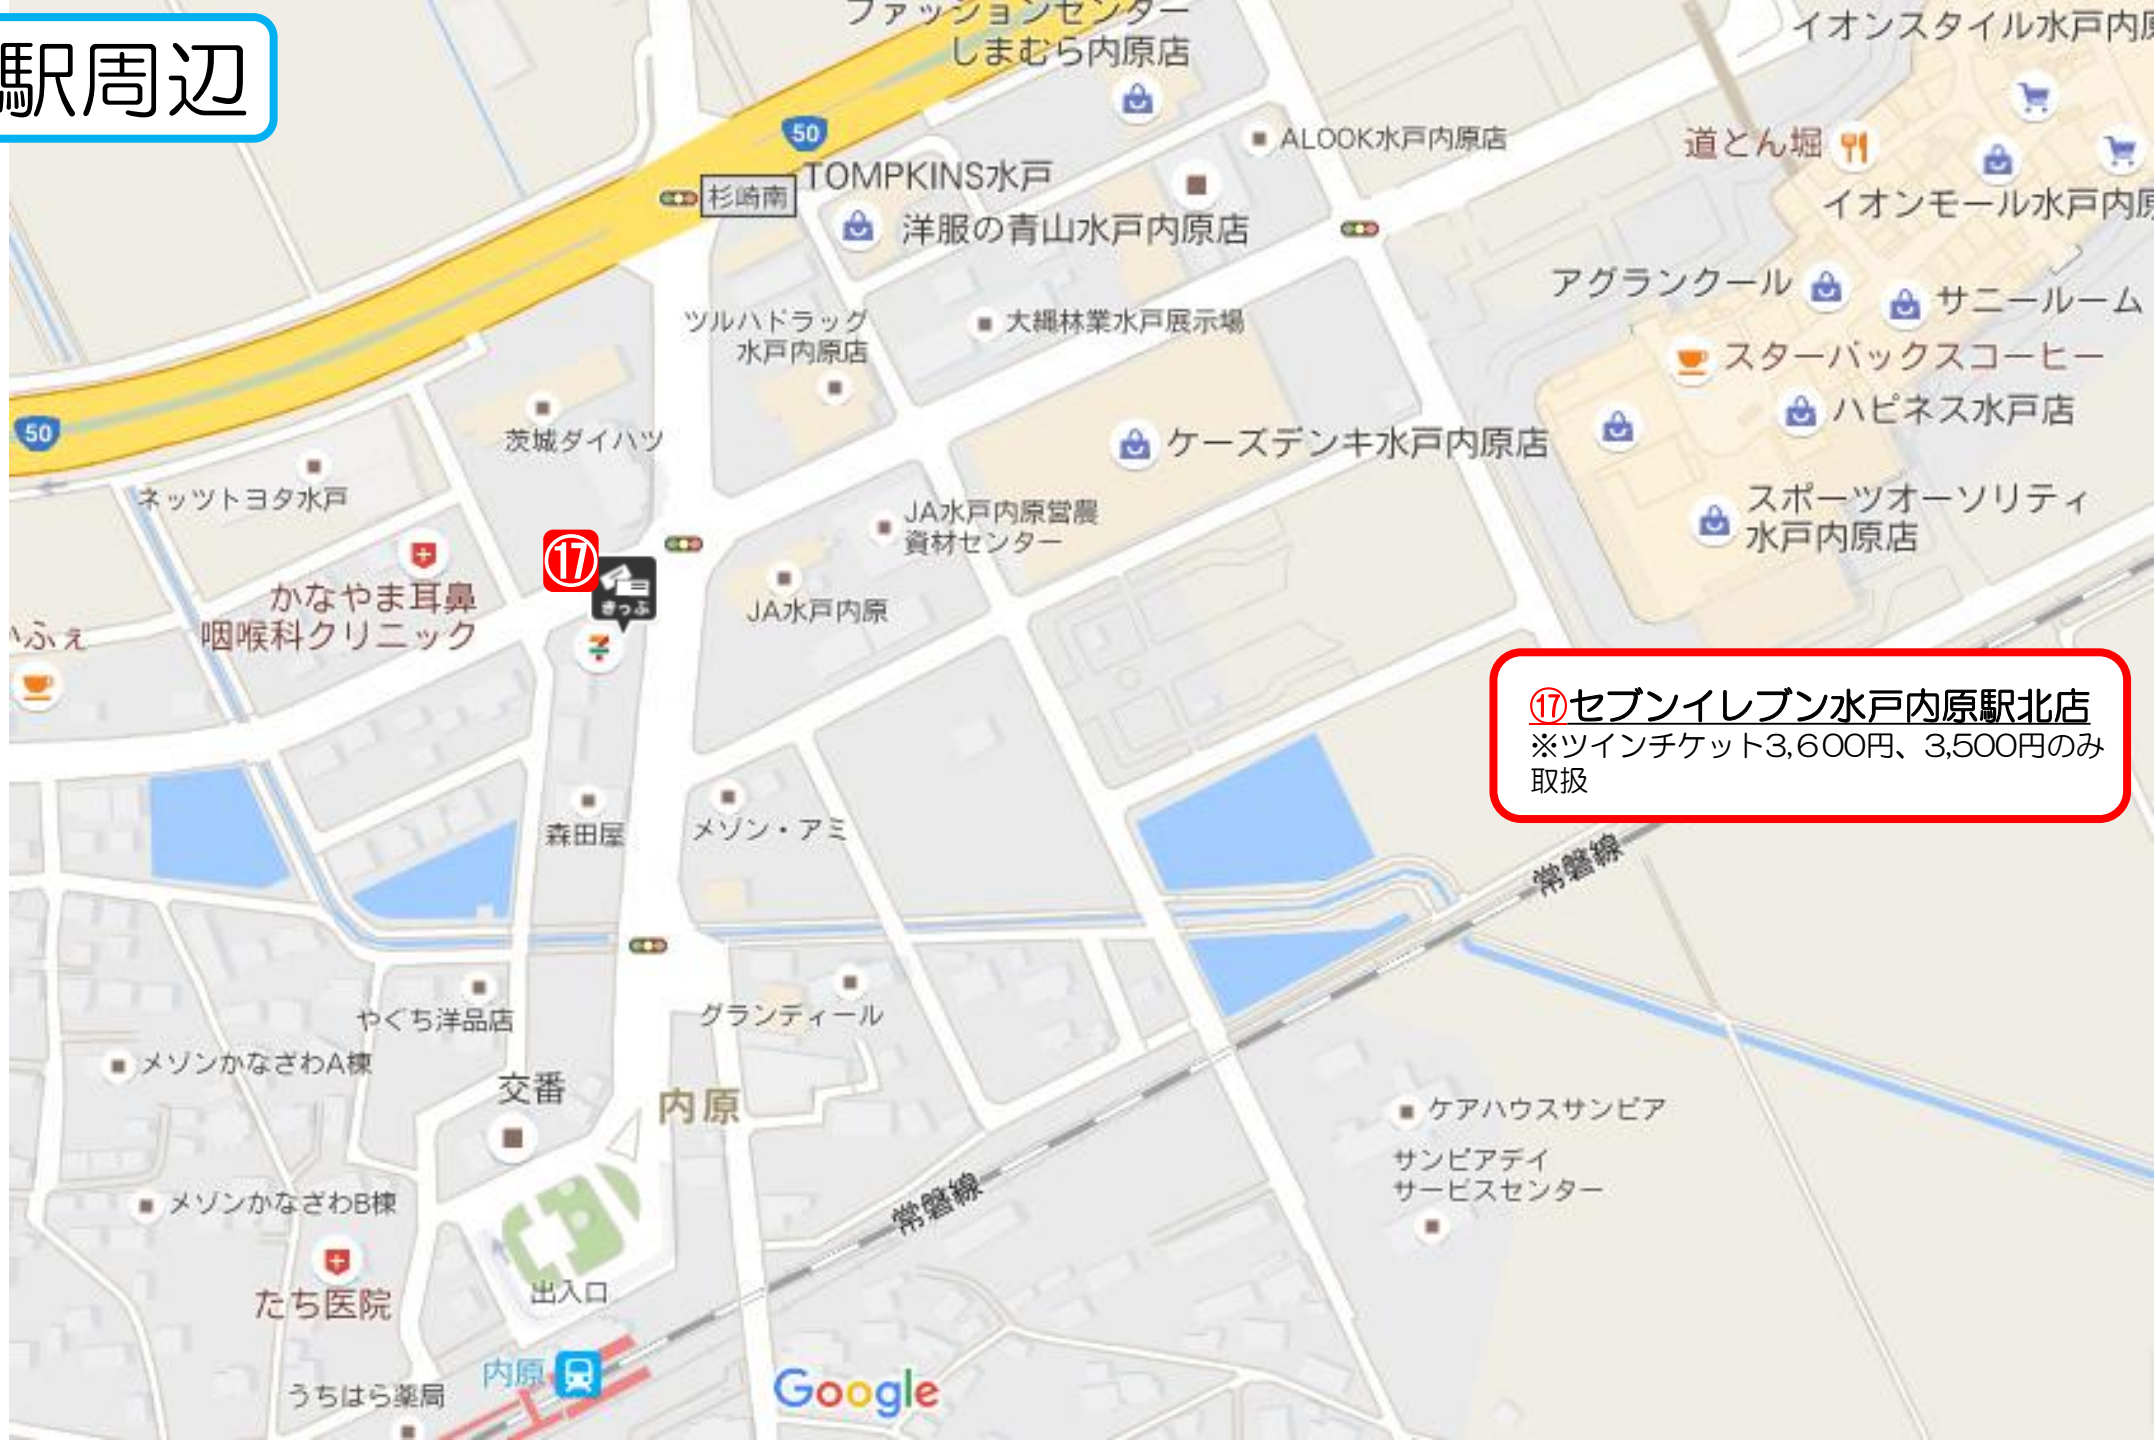 駅周辺
ファッションセンター
しまむら内原店
イオンスタイル水戸内原
50
ALOOK水戸内原店
道とん堀
TOMPKINS水戸
杉崎南
イオンモール水戸内原
洋服の青山水戸内原店
アグランクール
サニールーム
ツルハドラッグ
水戸内原店
大縄林業水戸展示場
スターバックスコーヒー
ハピネス水戸店
50
茨城ダイハツ
ケーズデンキ水戸内原店
ネッツトヨタ水戸
スポーツオーソリティ
水戸内原店
JA水戸内原営農
資材センター
⑰
きっぷ
かなやま耳鼻
咽喉科クリニック
JA水戸内原
ふぇ
7
⑰セブンイレブン水戸内原駅北店
※ツインチケット3,600円、3,500円のみ
取扱
森田屋
メゾン・アミ
常磐線
やぐち洋品店
グランディール
メゾンかなざわA棟
交番
内原
ケアハウスサンピア
サンピアデイ
サービスセンター
メゾンかなざわB棟
常磐線
たち医院
出入口
内原
うちはら薬局
Google